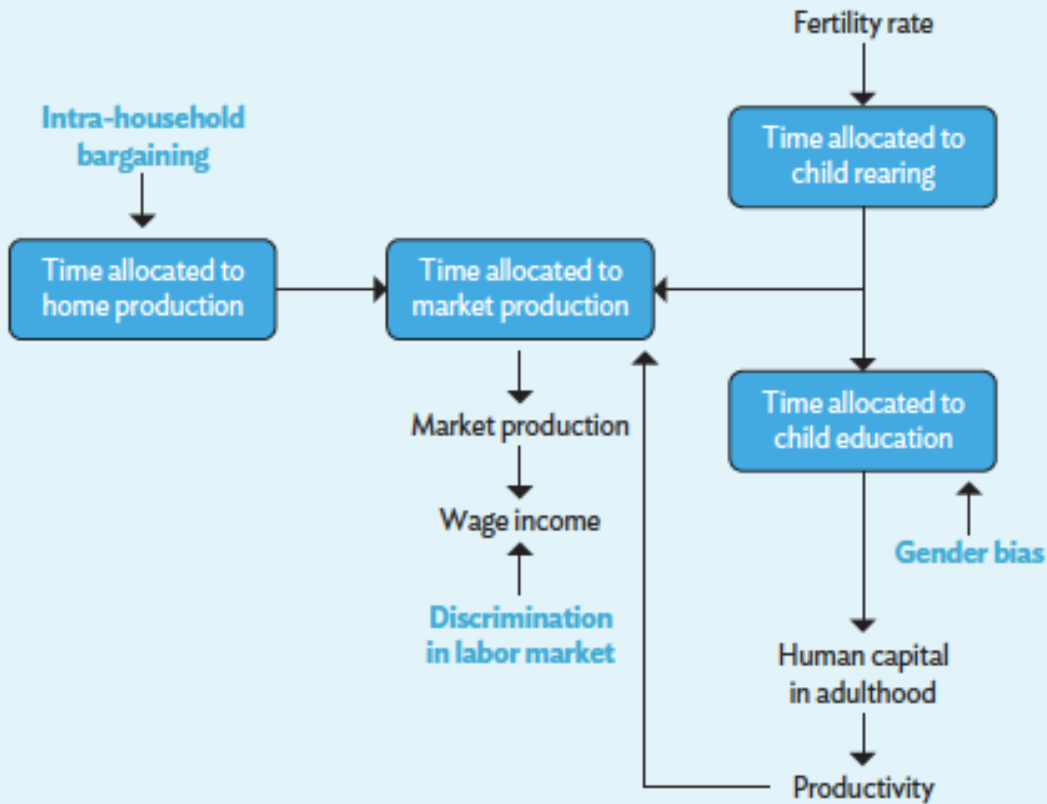 Fertility rate
Intra-household
bargaining
Time allocated to
child rearing
Time allocated to
home production
Time allocated to
market production
Time allocated to
child education
Market production
Wage income
Gender bias
Discrimination
in labor market
Human capital
in adulthood
Productivity